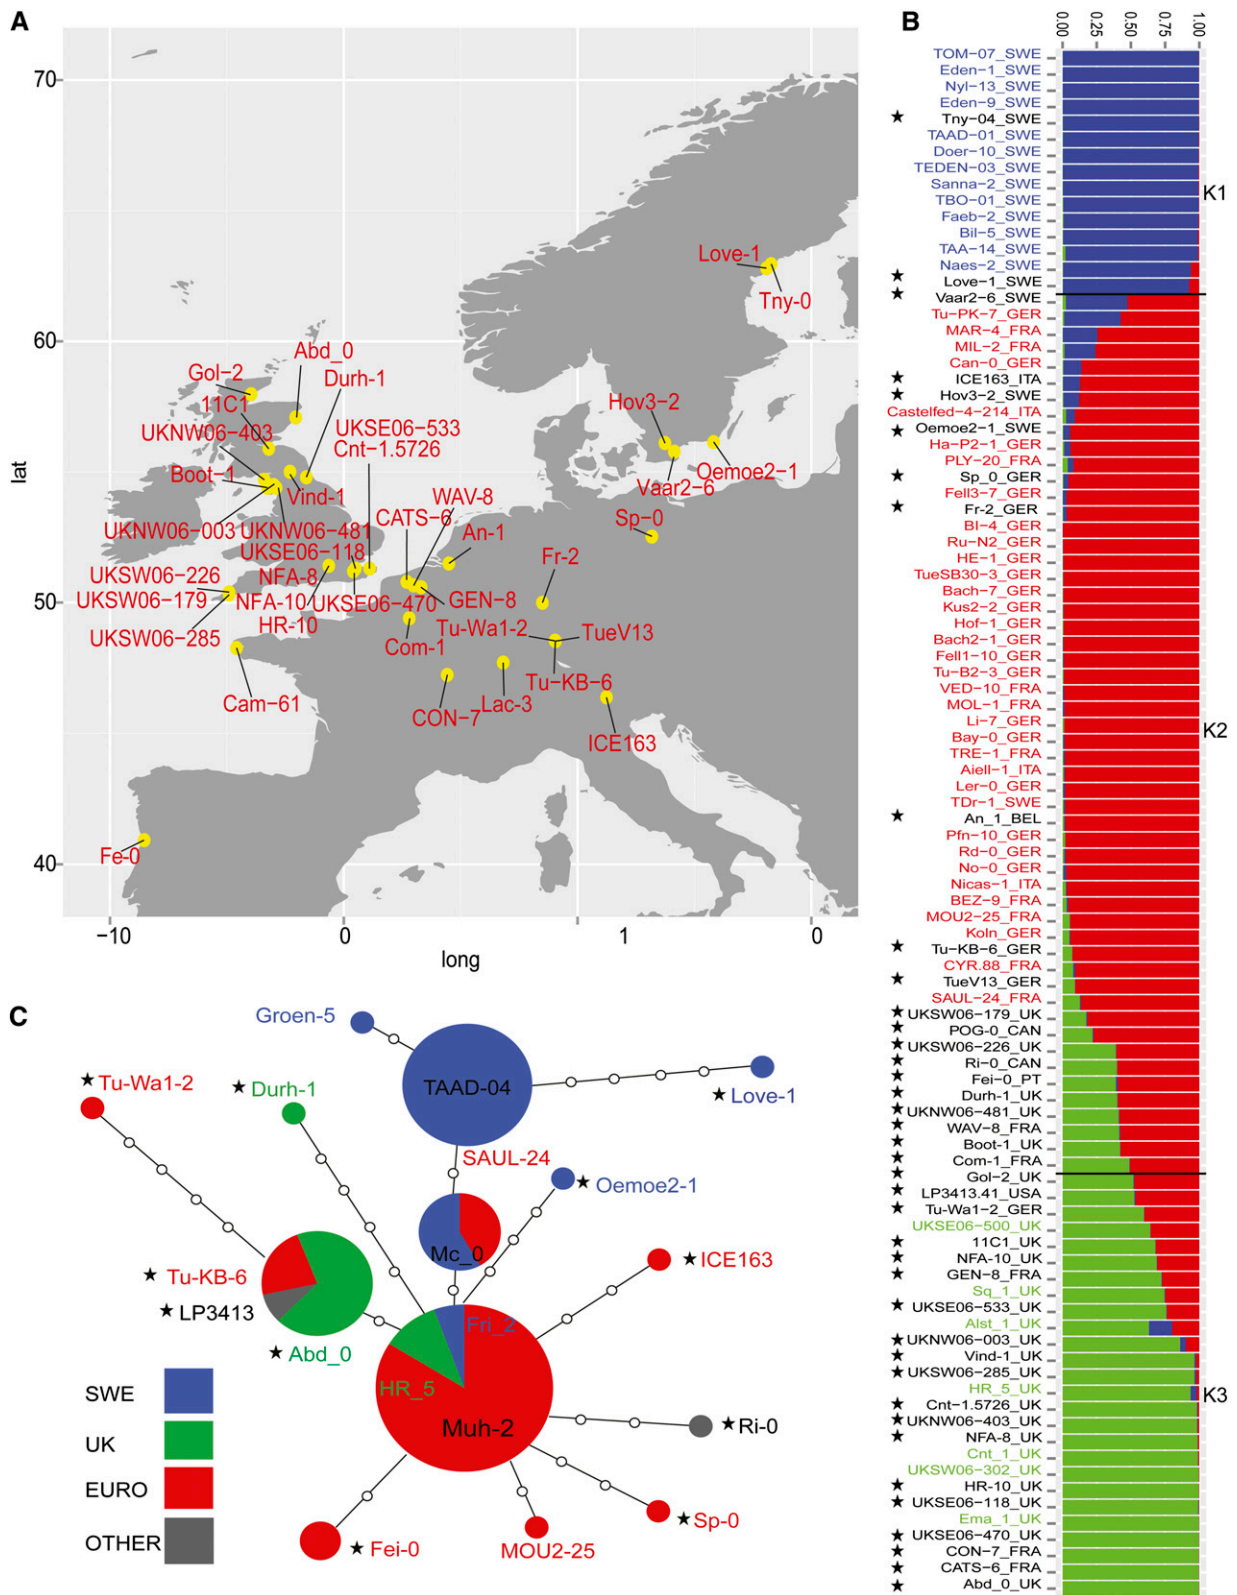 A
70
60
50
40
lat
−10
0
1
0
long
Love-1
Tny-0
Abd_0
Gol−2
Durh-1
11C1
UKNW06−403
UKSE06−533
Cnt−1.5726
Hov3−2
Boot−1
Vind−1
WAV−8
Oemoe2−1
Vaar2−6
CATS−6
UKNW06−003
UKNW06−481
Sp−0
An−1
UKSE06−118
Fr−2
UKSW06−226
NFA−8
UKSW06−179
NFA−10
UKSE06−470
GEN−8
HR−10
UKSW06−285
Com−1
Tu−Wa1−2
TueV13
Tu−KB−6
Cam−61
CON−7
Lac−3
ICE163
Fe-0
B
0.00
0.25
0.50
0.75
1.00
TOM−07_SWE
Eden−1_SWE
Nyl−13_SWE
Eden−9_SWE
★ Tny−04_SWE
TAAD−01_SWE
Doer−10_SWE
TEDEN−03_SWE
Sanna−2_SWE
K1
TBO−01_SWE
Faeb−2_SWE
Bil−5_SWE
TAA−14_SWE
Naes−2_SWE
★ Love−1_SWE
★ Vaar2−6_SWE
Tu−PK−7_GER
MAR−4_FRA
MIL−2_FRA
Can−0_GER
★ ICE163_ITA
★ Hov3−2_SWE
Castelfed−4−214_ITA
★ Oemoe2−1_SWE
Ha−P2−1_GER
PLY−20_FRA
★ Sp_0_GER
Fell3−7_GER
★ Fr−2_GER
Bl−4_GER
Ru−N2_GER
HE−1_GER
TueSB30−3_GER
Bach−7_GER
Kus2−2_GER
Hof−1_GER
Bach2−1_GER
Fell1−10_GER
Tu−B2−3_GER
VED−10_FRA
MOL−1_FRA
Li−7_GER
K2
Bay−0_GER
TRE−1_FRA
Aiell−1_ITA
Ler−0_GER
TDr−1_SWE
★ An_1_BEL
Pfn−10_GER
Rd−0_GER
No−0_GER
Nicas−1_ITA
BEZ−9_FRA
MOU2−25_FRA
Koln_GER
★ Tu−KB−6_GER
CYR.88_FRA
★ TueV13_GER
SAUL−24_FRA
★ UKSW06−179_UK
★ POG−0_CAN
★ UKSW06−226_UK
★ Ri−0_CAN
★ Fei−0_PT
★ Durh−1_UK
★ UKNW06−481_UK
★ WAV−8_FRA
★ Boot−1_UK
★ Com−1_FRA
★ Gol−2_UK
★ LP3413.41_USA
★ Tu−Wa1−2_GER
UKSE06−500_UK
★ 11C1_UK
★ NFA−10_UK
★ GEN−8_FRA
Sq_1_UK
★ UKSE06−533_UK
Alst_1_UK
★ UKNW06−003_UK
★ Vind−1_UK
★ UKSW06−285_UK
HR_5_UK
K3
★ Cnt−1.5726_UK
★ UKNW06−403_UK
★ NFA−8_UK
Cnt_1_UK
UKSW06−302_UK
★ HR−10_UK
★ UKSE06−118_UK
Ema_1_UK
★ UKSE06−470_UK
★ CON−7_FRA
★ CATS−6_FRA
★ Abd_0_UK
C
Groen-5
TAAD-04
★ Love-1
★ Tu-Wa1-2
★ Durh-1
SAUL-24
★ Oemoe2-1
Mc_0
★ ICE163
★ Tu-KB-6
★ LP3413
★ Abd_0
Fri_2
HR_5
Muh-2
★ Ri-0
★ Sp-0
MOU2-25
★ Fei-0
SWE
UK
EURO
OTHER